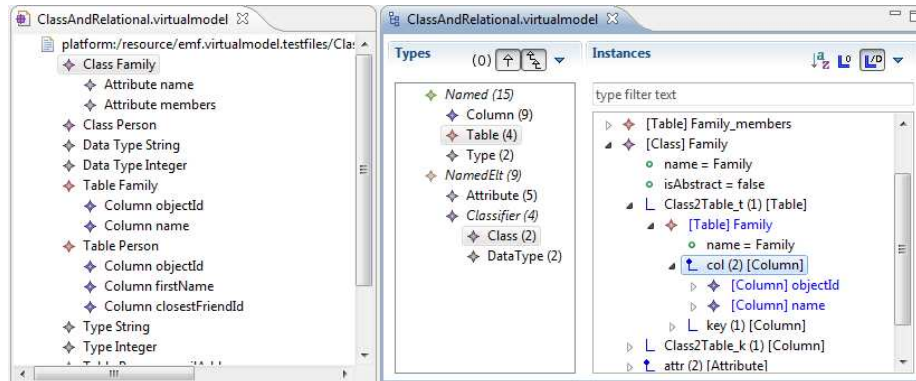 ClassAndRelational.virtualmodel
platform:/resource/emf.virtualmodel.testfiles/Clas
Class Family
Attribute name
Attribute members
Class Person
Data Type String
Data Type Integer
Table Family
Column objectId
Column name
Table Person
Column objectId
Column firstName
Column closestFriendId
Type String
Type Integer
ClassAndRelational.virtualmodel
Types
(0)
Named (15)
Column (9)
Table (4)
Type (2)
NamedElt (9)
Attribute (5)
Classifier (4)
Class (2)
DataType (2)
Instances
type filter text
[Table] Family_members
[Class] Family
name = Family
isAbstract = false
Class2Table_t (1) [Table]
[Table] Family
name = Family
col (2) [Column]
[Column] objectId
[Column] name
key (1) [Column]
Class2Table_k (1) [Column]
attr (2) [Attribute]